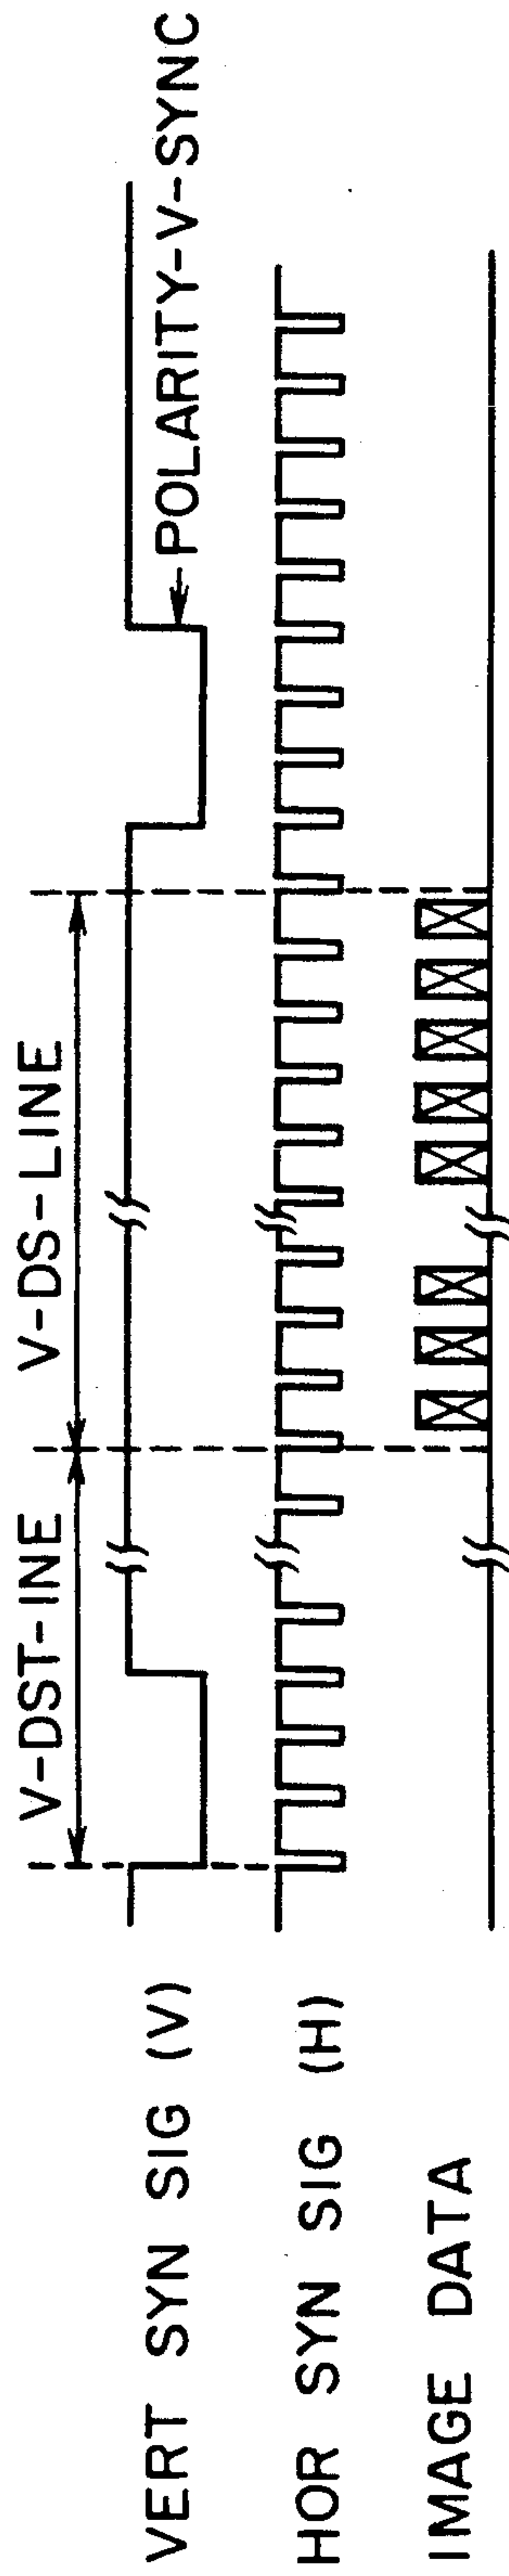 V-DST-INE
V-DS-LINE
VERT SYN SIG (V)
POLARITY-V-SYNC
HOR SYN SIG (H)
IMAGE DATA